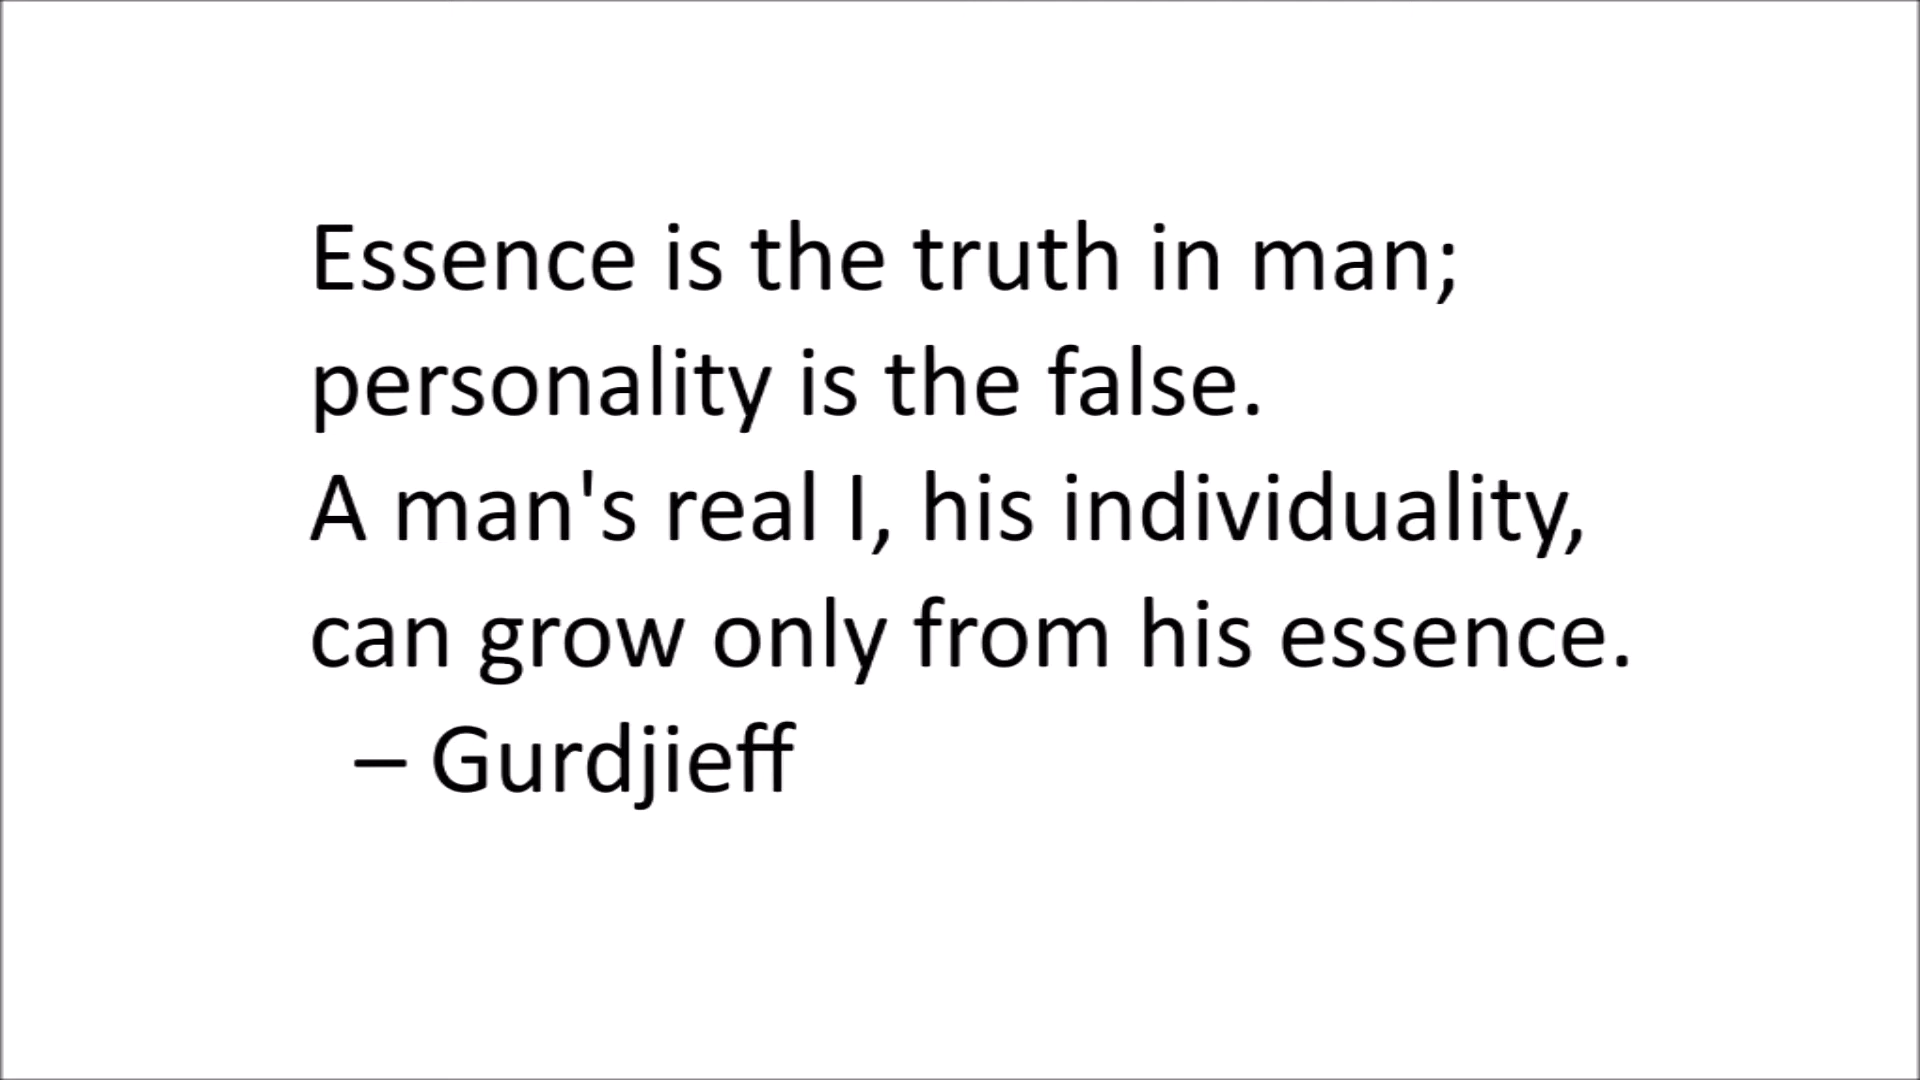 Essence is the truth in man;
personality is the false.
A man's real I, his individuality,
can grow only from his essence.
– Gurdjieff